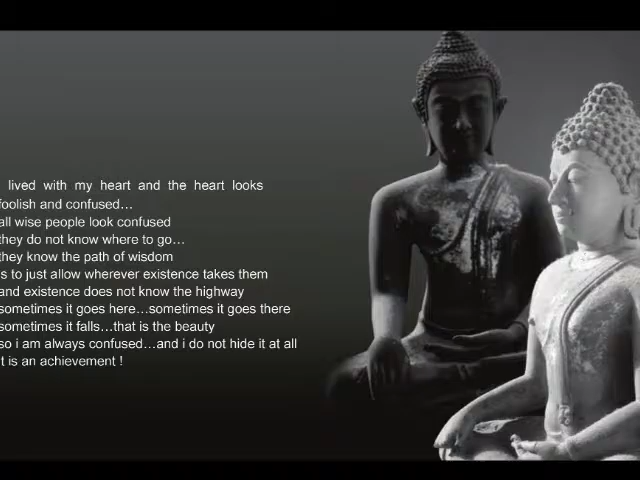 lived with my heart and the heart looks
foolish and confused...
all wise people look confused
they do not know where to go...
they know the path of wisdom
is to just allow wherever existence takes them
and existence does not know the highway
sometimes it goes here...sometimes it goes there
sometimes it falls...that is the beauty
so i am always confused...and i do not hide it at all
it is an achievement !